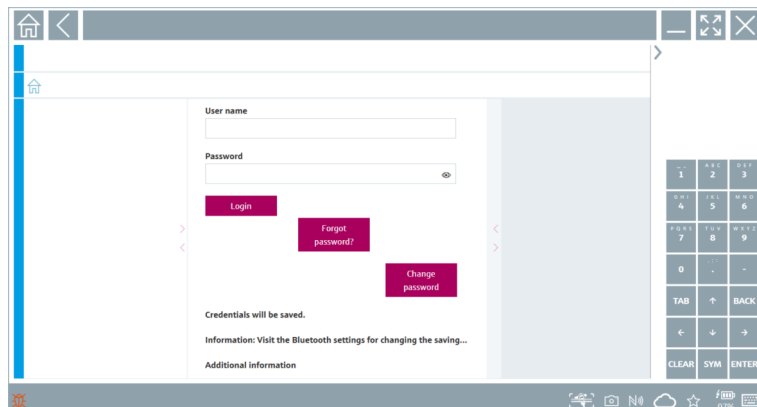 User name
Password
Login
Forgot
password?
Change
password
Credentials will be saved.
Information: Visit the Bluetooth settings for changing the saving...
Additional information
1
ABC
2
DEF
3
GHI
4
JKL
5
MNO
6
PQRS
7
TUV
8
WXYZ
9
0
.
-
TAB
↑
BACK
←
↓
→
CLEAR
SYM
ENTER